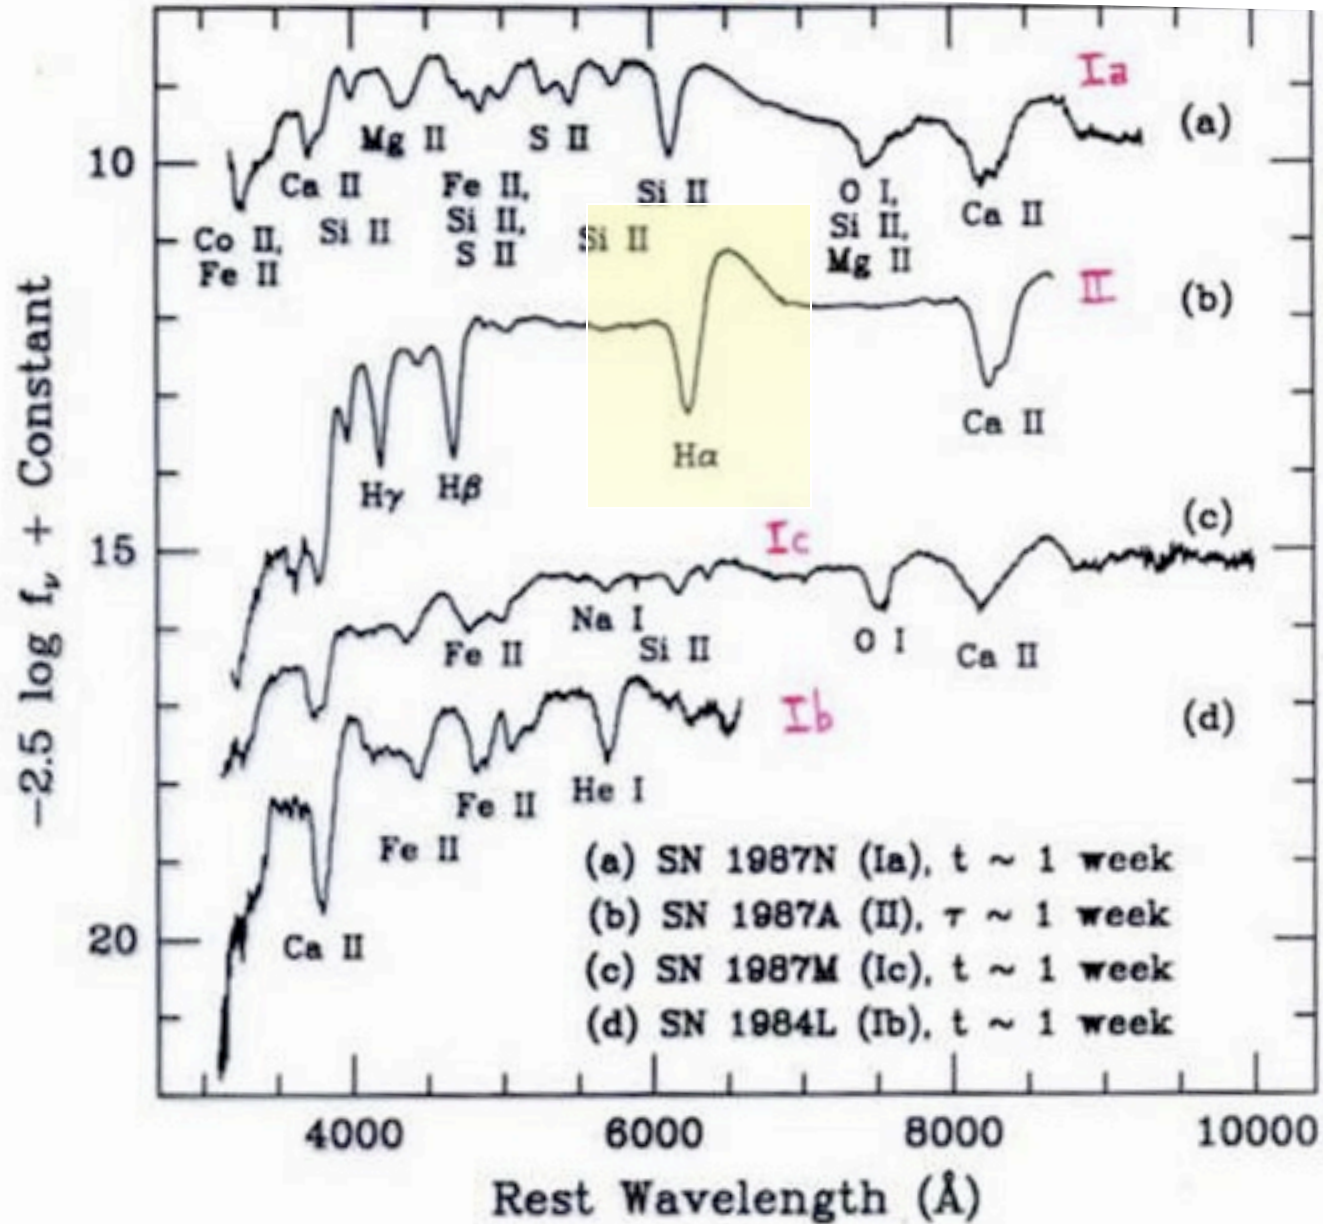 Ia
(a)
Mg II
S II
10
Ca II
Fe II,
Si II
O I,
Si II,
Mg II
Ca II
Co II,
Fe II
Si II
Si II,
S II
Si II
II
(b)
Hα
Ca II
Hγ
Hβ
Ic
(c)
15
Na I
Fe II
Si II
O I
Ca II
Ib
(d)
He I
Fe II
Fe II
Ca II
20
(a) SN 1987N (Ia), t ~ 1 week
(b) SN 1987A (II), τ ~ 1 week
(c) SN 1987M (Ic), t ~ 1 week
(d) SN 1984L (Ib), t ~ 1 week
4000 6000 8000 10000
Rest Wavelength (Å)
-2.5 log fν + Constant